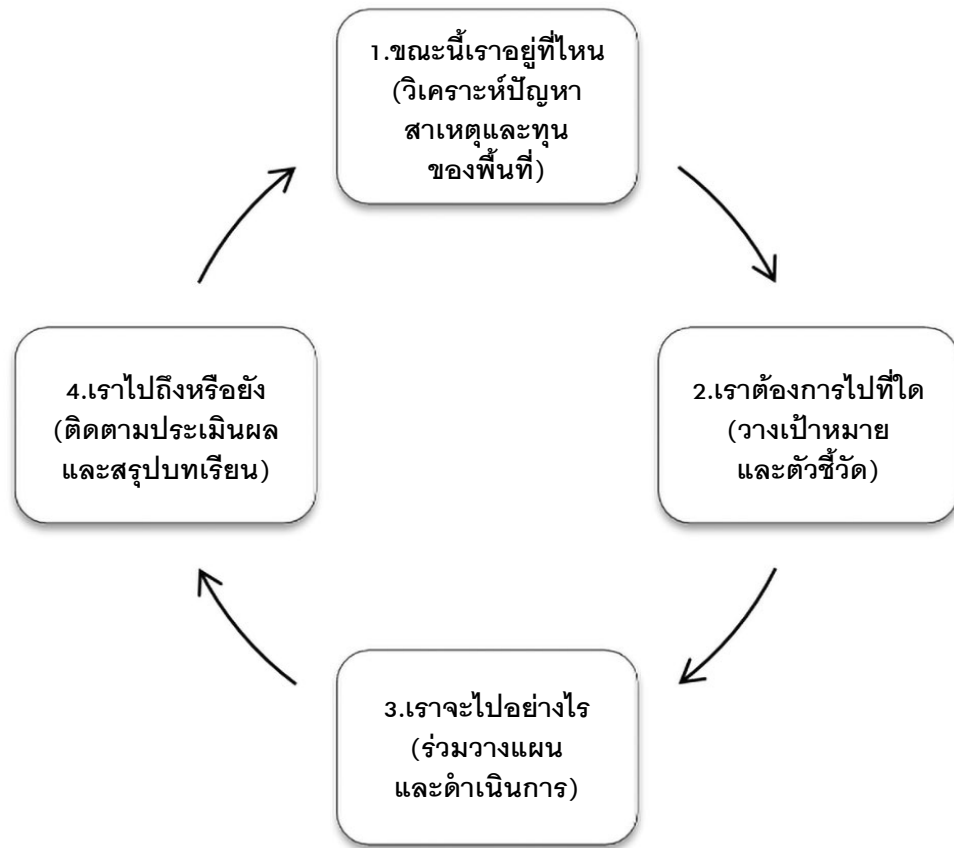 1.ขณะนี้เราอยู่ที่ไหน
(วิเคราะห์ปัญหา
สาเหตุและทุน
ของพื้นที่)
2.เราต้องการไปที่ใด
(วางเป้าหมาย
และตัวชี้วัด)
3.เราจะไปอย่างไร
(ร่วมวางแผน
และดำเนินการ)
4.เราไปถึงหรือยัง
(ติดตามประเมินผล
และสรุปบทเรียน)